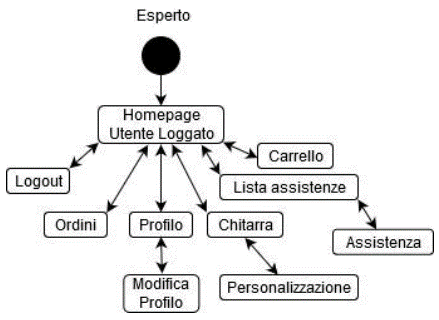 Esperto
Homepage
Utente Loggato
Carrello
Logout
Lista assistenze
Ordini
Profilo
Chitarra
Assistenza
Modifica
Profilo
Personalizzazione